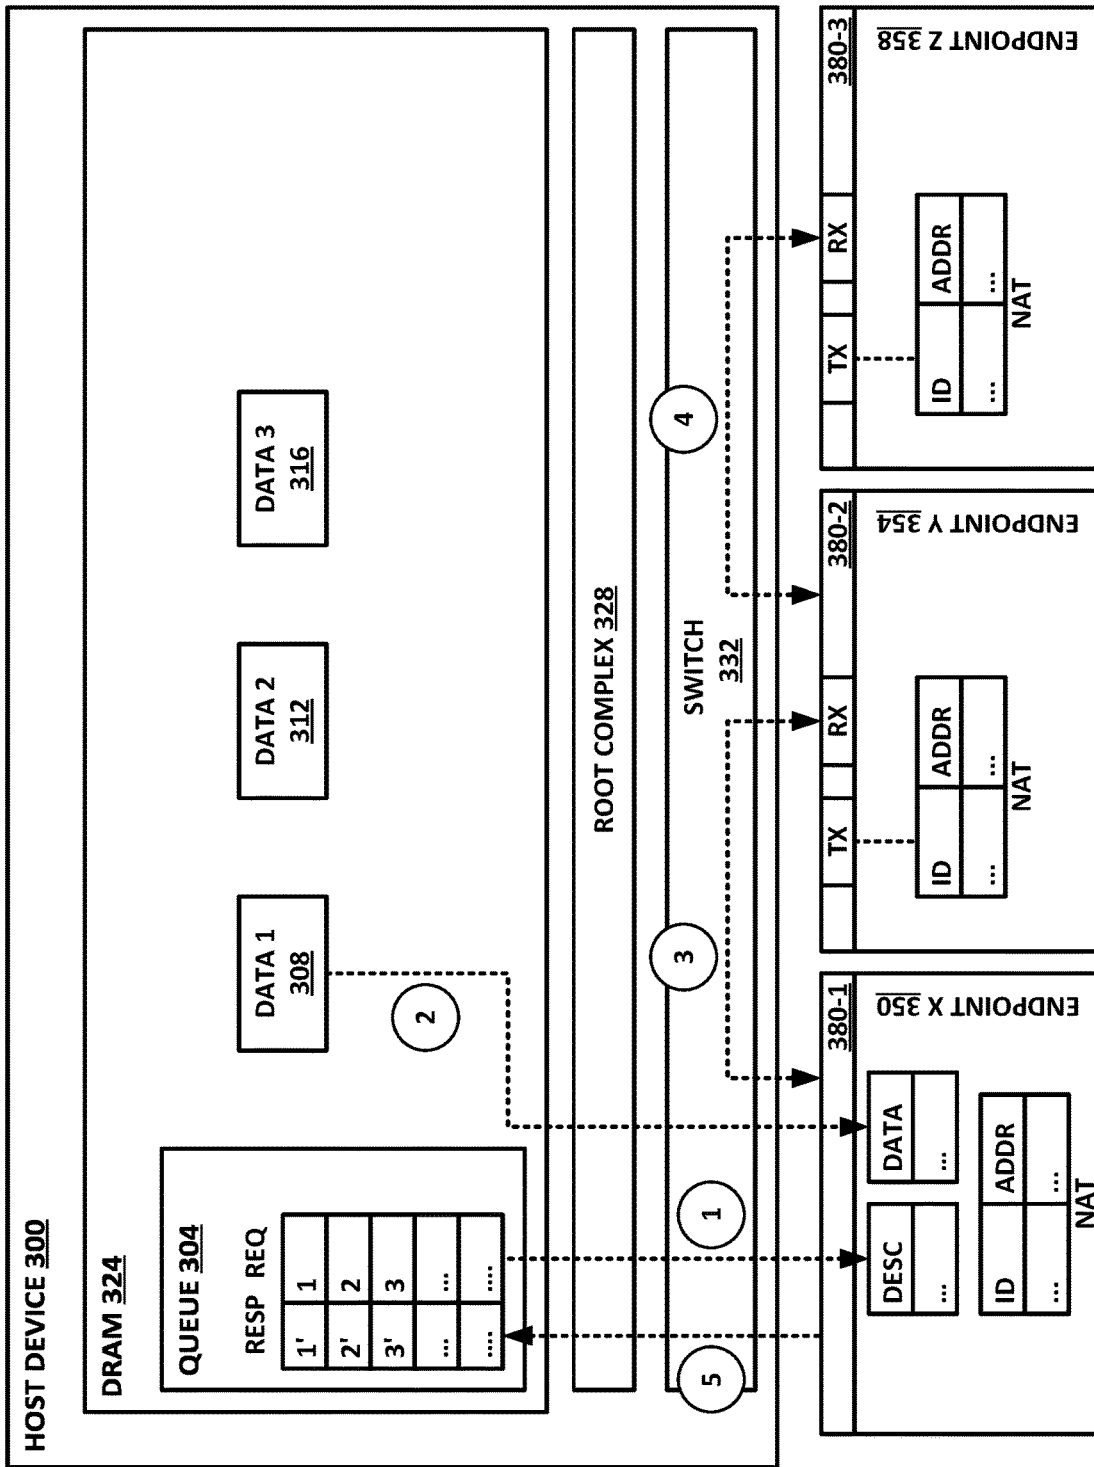 HOST DEVICE 300
DRAM 324
QUEUE 304
RESP REQ
1' 1
2' 2
3' 3
... ...
.... ....
DATA 1
308
DATA 2
312
DATA 3
316
2
ROOT COMPLEX 328
SWITCH
332
5
1
3
4
380-1
DESC
...
DATA
...
ID ADDR
... ...
NAT
ENDPOINT X 350
380-2
TX
RX
ID ADDR
... ...
NAT
ENDPOINT Y 354
380-3
TX
RX
ID ADDR
... ...
NAT
ENDPOINT Z 358